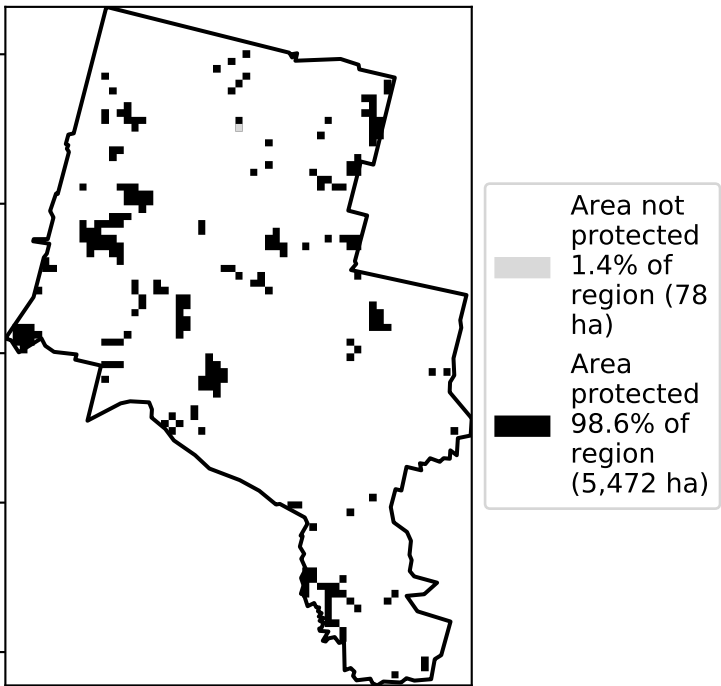 Area not
protected
1.4% of
region (78
ha)
Area
protected
98.6% of
region
(5,472 ha)